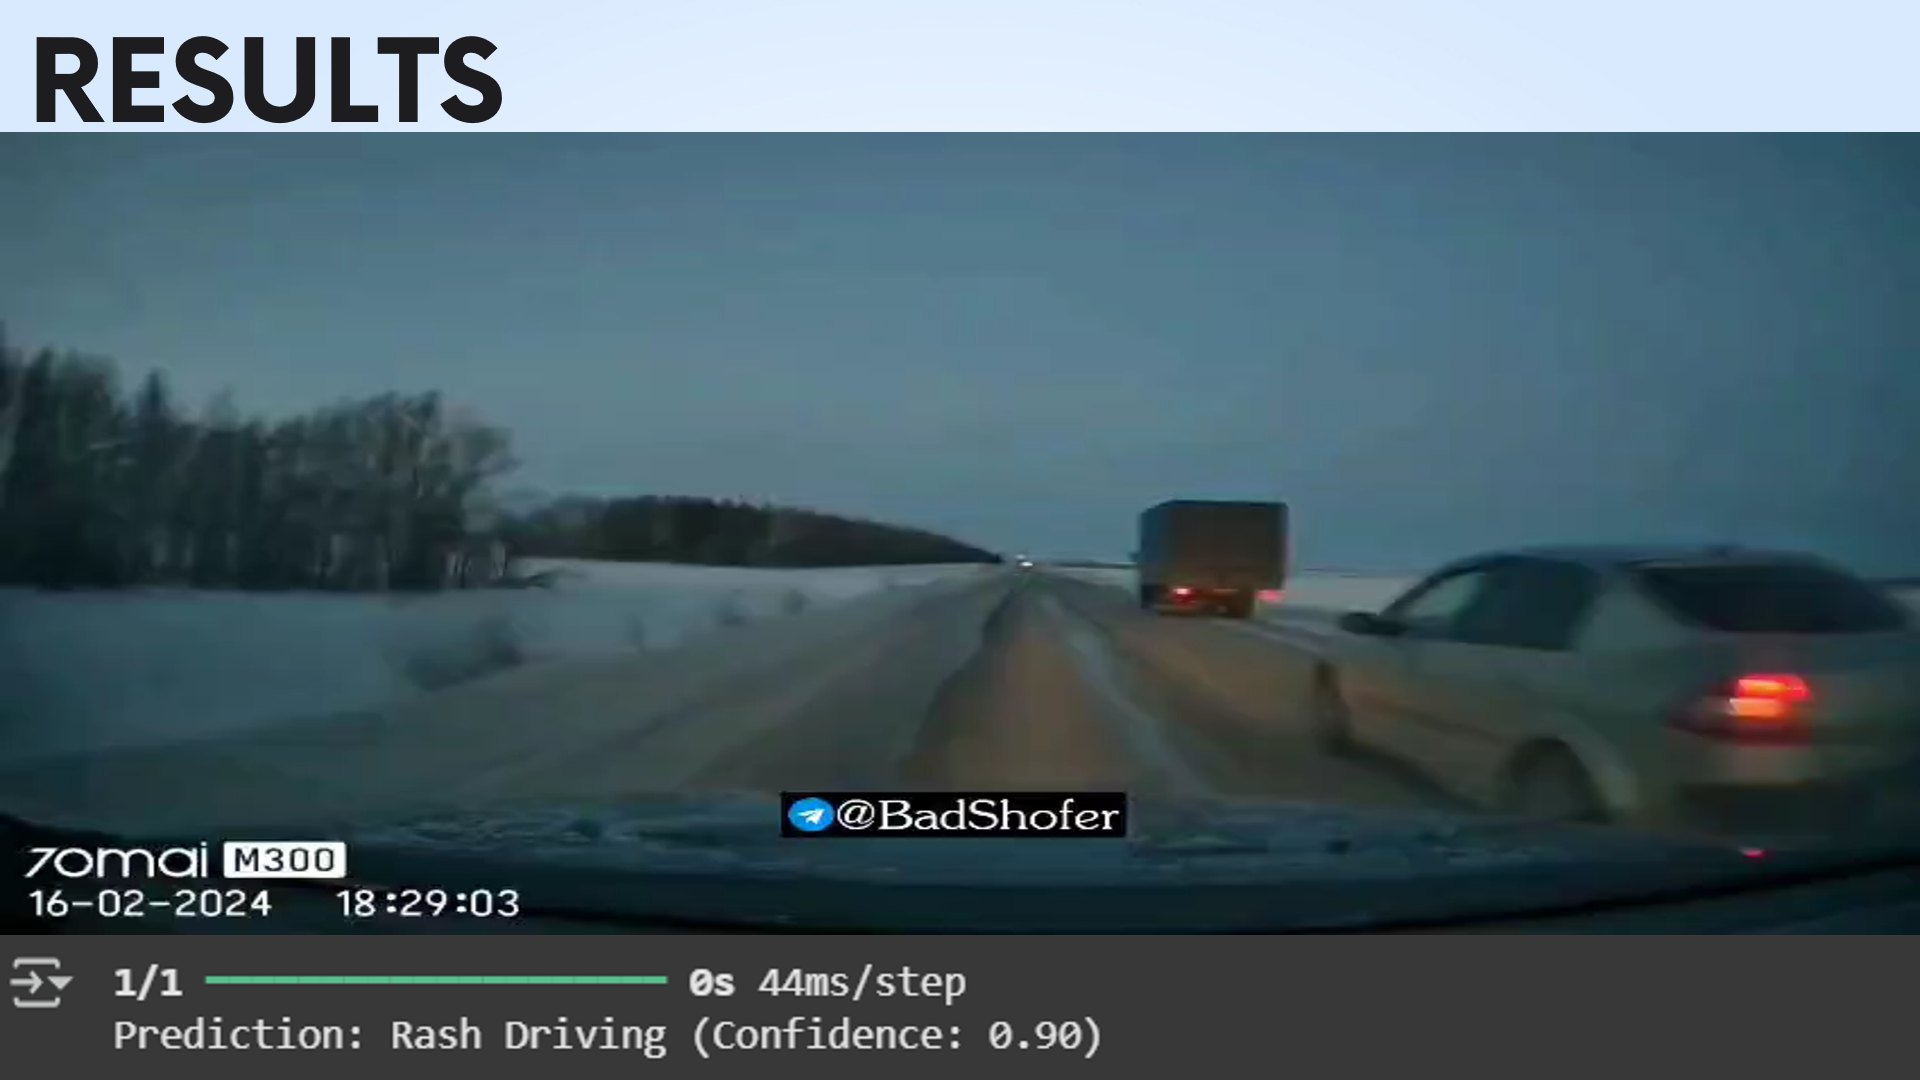 RESULTS
@BadShofer
70mai M300
16-02-2024 18:29:03
1/1 0s 44ms/step
Prediction: Rash Driving (Confidence: 0.90)